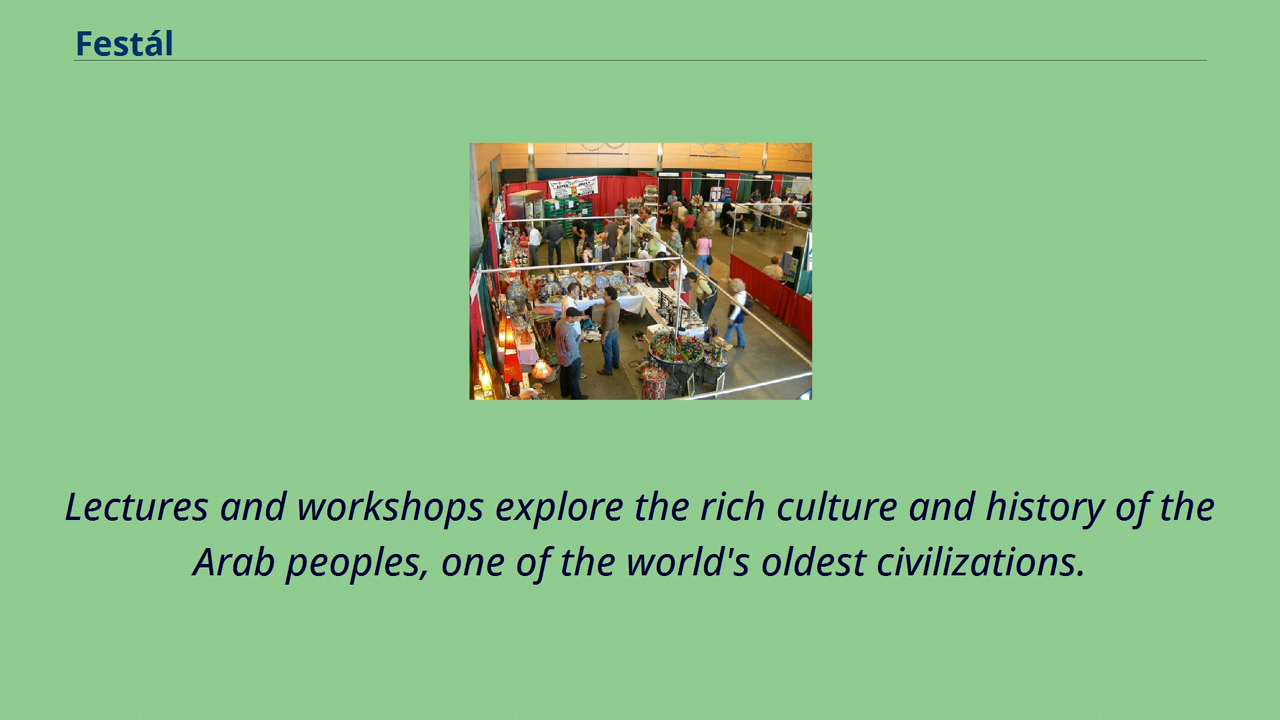 Festál
Lectures and workshops explore the rich culture and history of the
Arab peoples, one of the world's oldest civilizations.